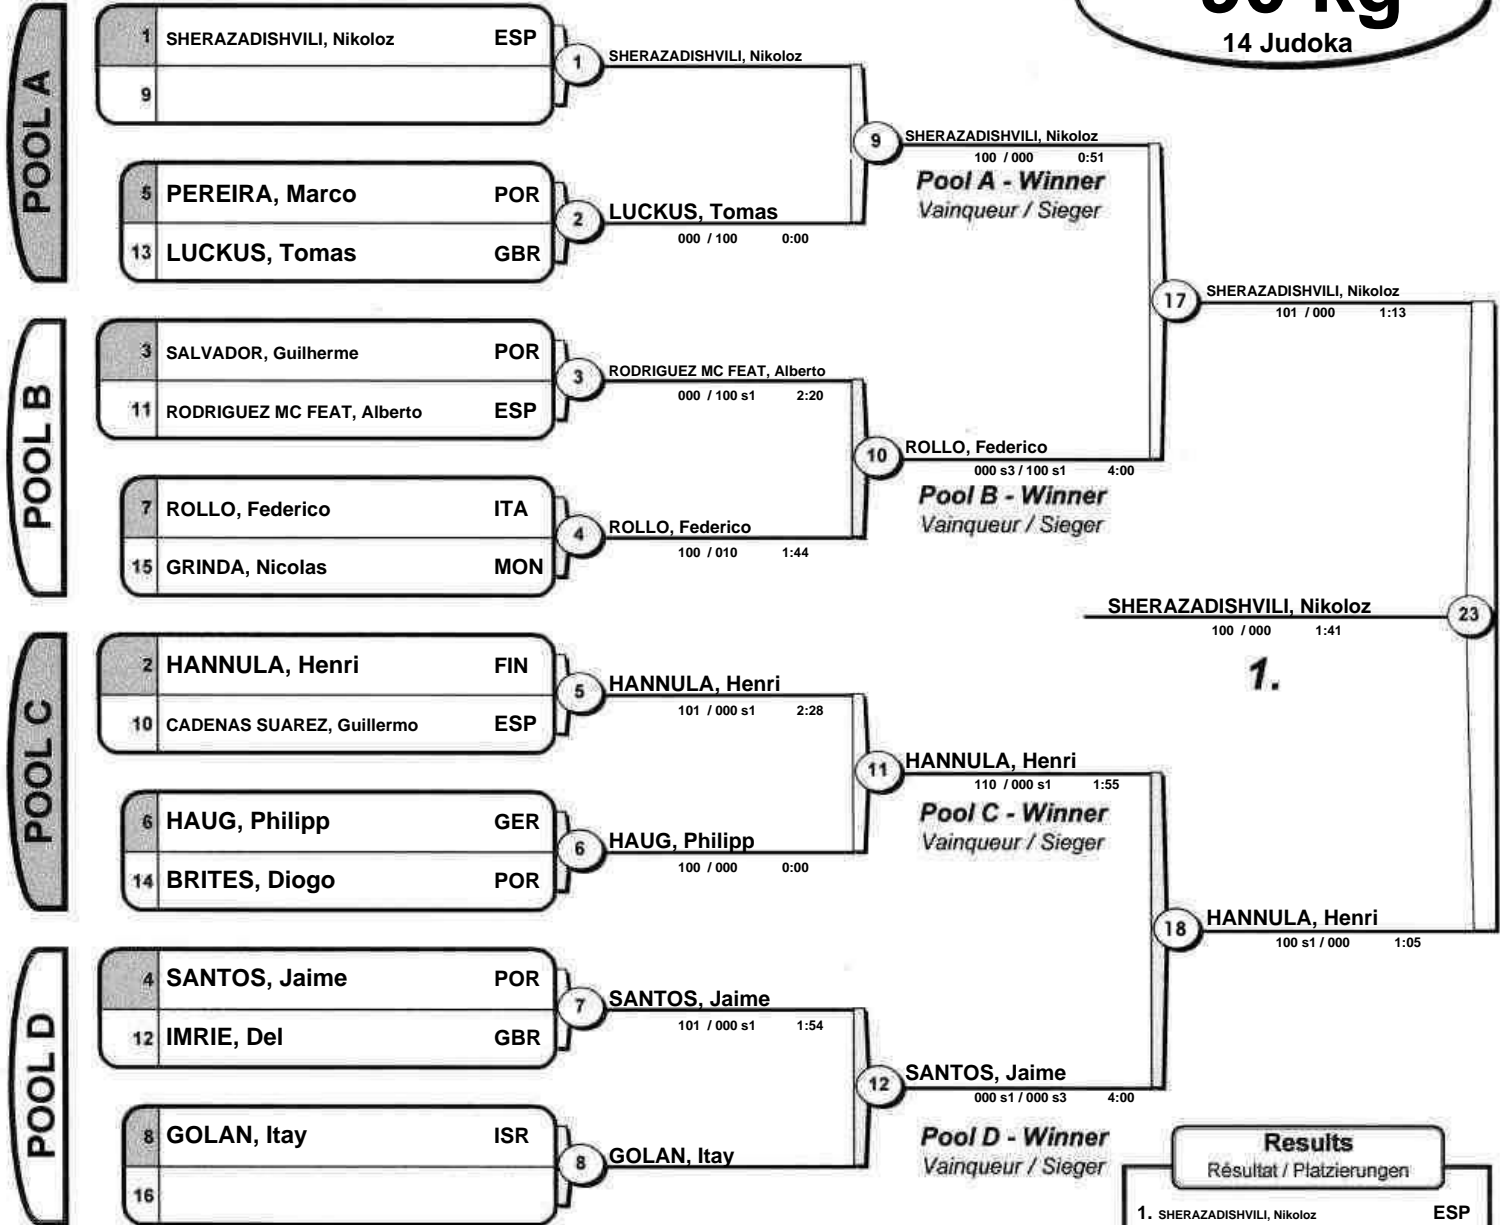 90 kg
14 Judoka
POOL A
1 SHERAZADISHVILI, Nikoloz ESP
9
1
SHERAZADISHVILI, Nikoloz
5 PEREIRA, Marco POR
13 LUCKUS, Tomas GBR
2
LUCKUS, Tomas
000 / 100 0:00
9
SHERAZADISHVILI, Nikoloz
100 / 000 0:51
Pool A - Winner
Vainqueur / Sieger
POOL B
3 SALVADOR, Guilherme POR
11 RODRIGUEZ MC FEAT, Alberto ESP
3
RODRIGUEZ MC FEAT, Alberto
000 / 100 s1 2:20
7 ROLLO, Federico ITA
15 GRINDA, Nicolas MON
4
ROLLO, Federico
100 / 010 1:44
10
ROLLO, Federico
000 s3 / 100 s1 4:00
Pool B - Winner
Vainqueur / Sieger
17
SHERAZADISHVILI, Nikoloz
101 / 000 1:13
SHERAZADISHVILI, Nikoloz
100 / 000 1:41
23
1.
POOL C
2 HANNULA, Henri FIN
10 CADENAS SUAREZ, Guillermo ESP
5
HANNULA, Henri
101 / 000 s1 2:28
6 HAUG, Philipp GER
14 BRITES, Diogo POR
6
HAUG, Philipp
100 / 000 0:00
11
HANNULA, Henri
110 / 000 s1 1:55
Pool C - Winner
Vainqueur / Sieger
18
HANNULA, Henri
100 s1 / 000 1:05
POOL D
4 SANTOS, Jaime POR
12 IMRIE, Del GBR
7
SANTOS, Jaime
101 / 000 s1 1:54
8 GOLAN, Itay ISR
16
8
GOLAN, Itay
12
SANTOS, Jaime
000 s1 / 000 s3 4:00
Pool D - Winner
Vainqueur / Sieger
Results
Résultat / Platzierungen
1. SHERAZADISHVILI, Nikoloz ESP